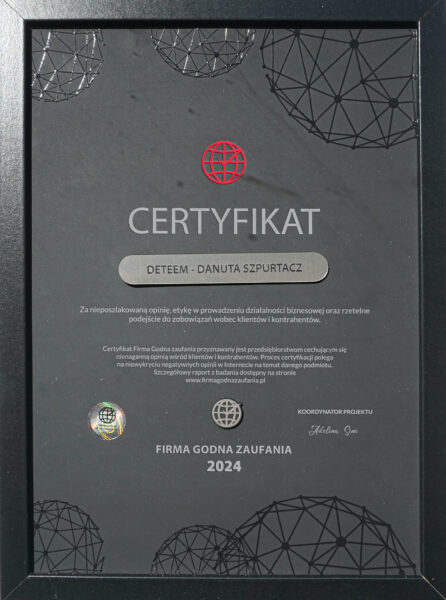 CERTYFIKAT
DETEEM - DANUTA SZPURTACZ
Za nieposzlakowaną opinię, etykę w prowadzeniu działalności biznesowej oraz rzetelne
podejście do zobowiązań wobec klientów i kontrahentów.
Certyfikat Firma Godna zaufania przyznawany jest przedsiębiorstwom cechującym się
nienaganną opinią wśród klientów i kontrahentów. Proces certyfikacji polega
na niewykryciu negatywnych opinii w Internecie na temat danego podmiotu.
Szczegółowy raport z badania dostępny na stronie
www.firmagodnazaufania.pl
KOORDYNATOR PROJEKTU
Adelina
FIRMA GODNA ZAUFANIA
2024